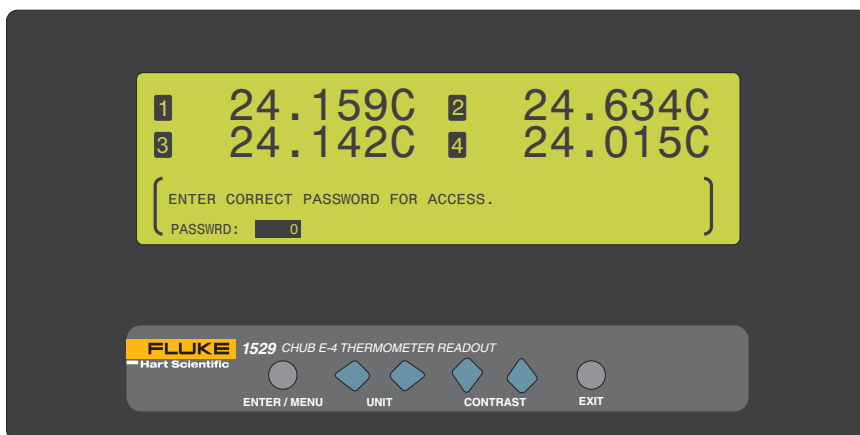 1 24.159C 2 24.634C
3 24.142C 4 24.015C
ENTER CORRECT PASSWORD FOR ACCESS.
PASSWRD: 0
FLUKE 1529 CHUB E-4 THERMOMETER READOUT
Hart Scientific
ENTER / MENU UNIT CONTRAST EXIT